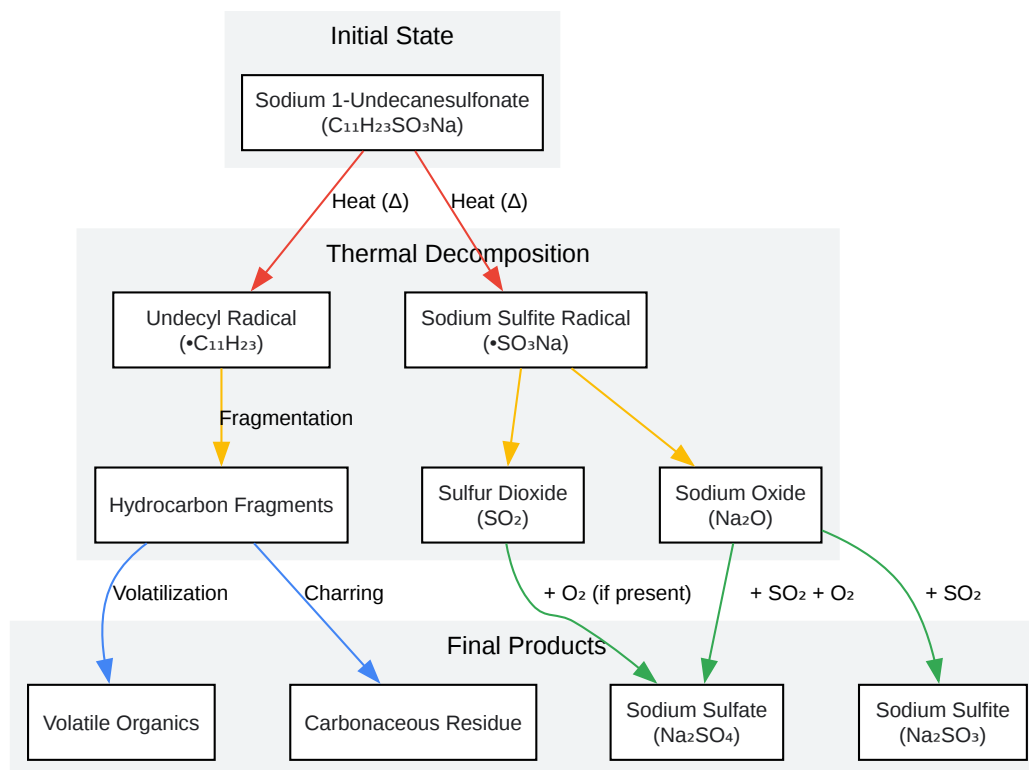 Initial State
Sodium 1-Undecanesulfonate
(C₁₁H₂₃SO₃Na)
Heat (Δ)
Heat (Δ)
Thermal Decomposition
Undecyl Radical
(•C₁₁H₂₃)
Sodium Sulfite Radical
(•SO₃Na)
Fragmentation
Hydrocarbon Fragments
Sulfur Dioxide
(SO₂)
Sodium Oxide
(Na₂O)
Volatilization
Charring
+ O₂ (if present)
+ SO₂ + O₂
+ SO₂
Final Products
Volatile Organics
Carbonaceous Residue
Sodium Sulfate
(Na₂SO₄)
Sodium Sulfite
(Na₂SO₃)